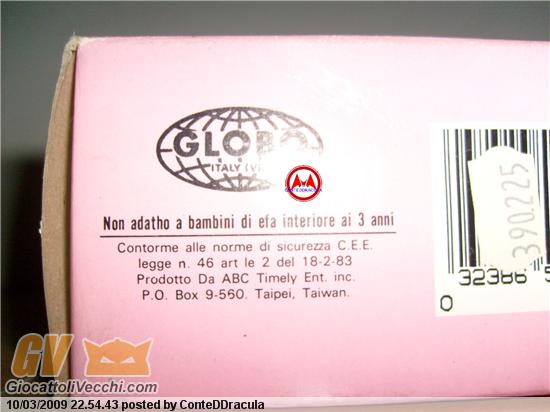 GLOBO
ITALY (V
CONTEDDRACULA
Non adatho a bambini di efa interiore ai 3 anni
Contorme alle norme di sicurezza C.E.E.
legge n. 46 art le 2 del 18-2-83
Prodotto Da ABC Timely Ent. inc.
P.O. Box 9-560. Taipei, Taiwan.
390225
0 32386
GV
GiocattoliVecchi.com
10/03/2009 22.54.43 posted by ConteDDracula